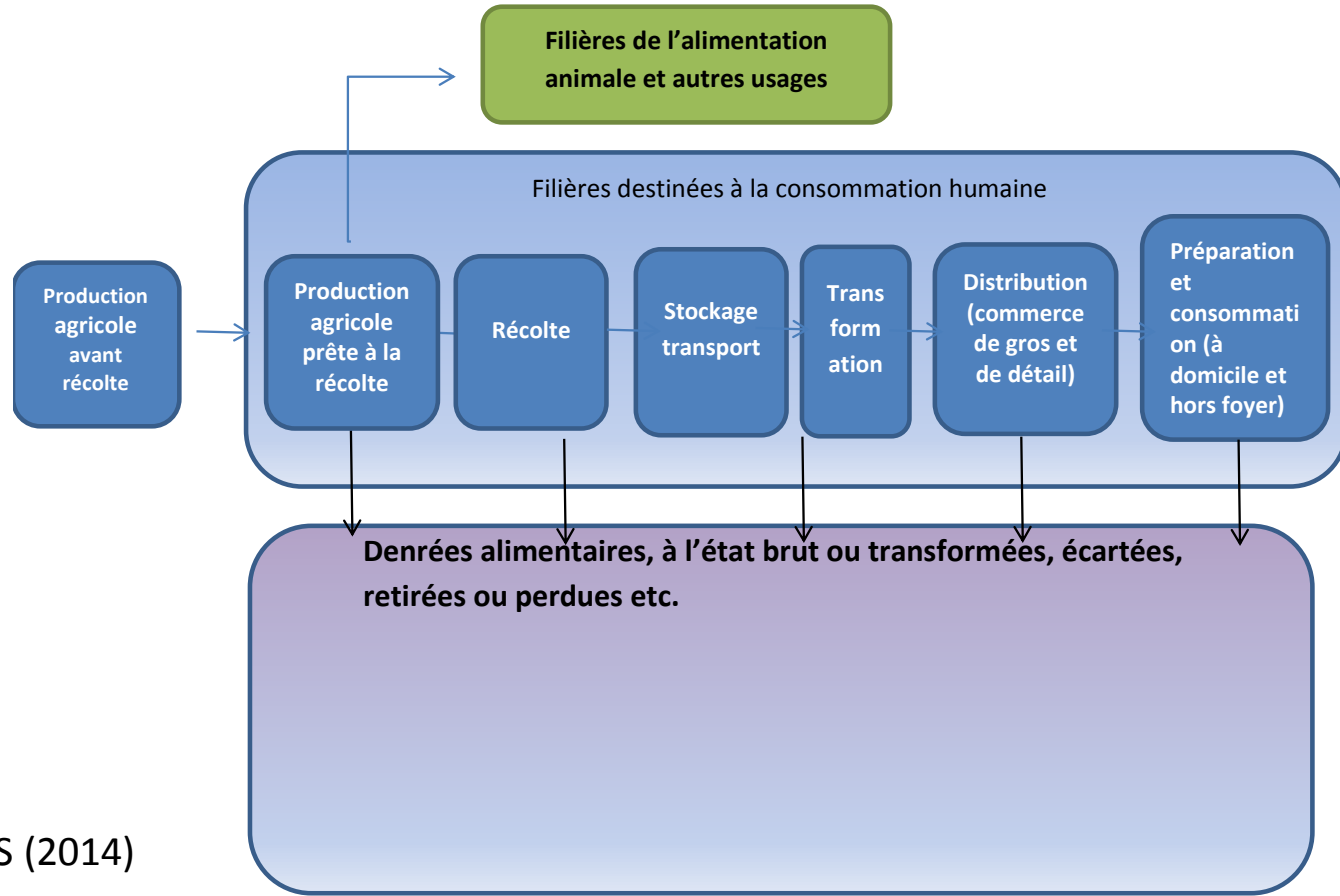 Filières de l’alimentation
animale et autres usages
Filières destinées à la consommation humaine
Production
agricole
avant
récolte
Production
agricole
prête à la
récolte
Récolte
Stockage
transport
Trans
form
ation
Distribution
(commerce
de gros et
de détail)
Préparation
et
consommati
on (à
domicile et
hors foyer)
Denrées alimentaires, à l’état brut ou transformées, écartées,
retirées ou perdues etc.
S (2014)